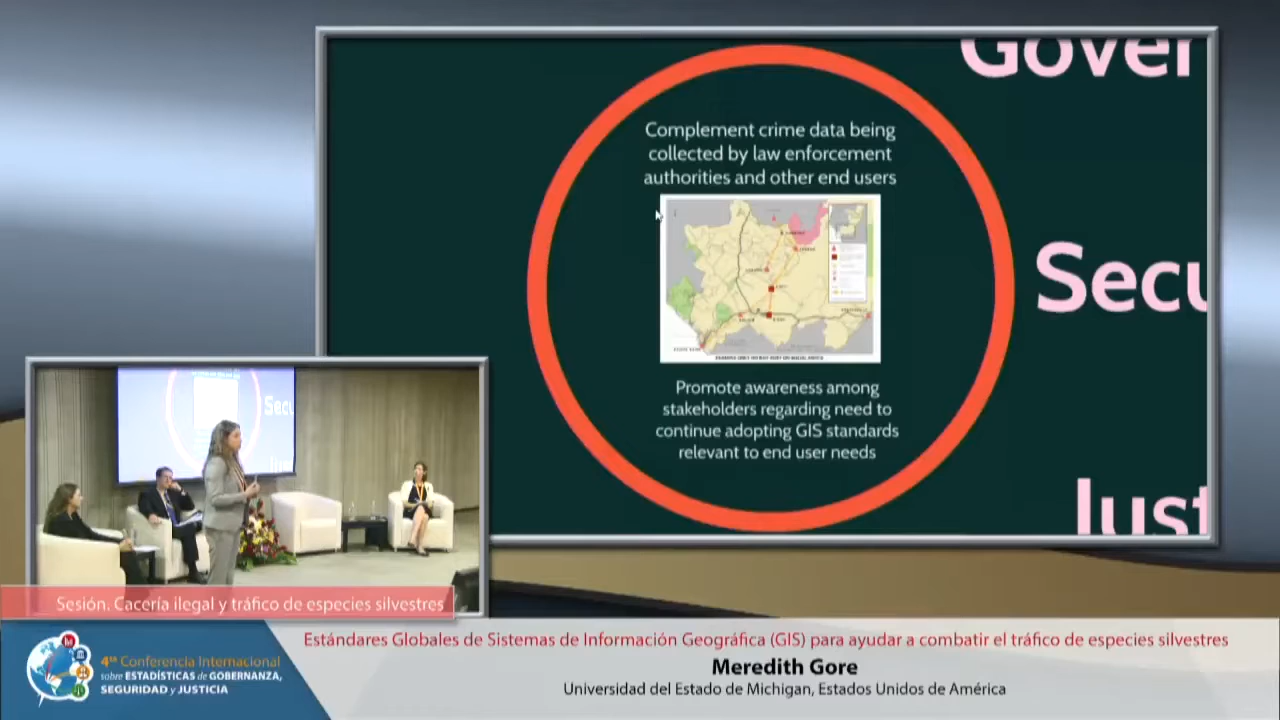 Gover
Complement crime data being
collected by law enforcement
authorities and other end users
Secu
Promote awareness among
stakeholders regarding need to
continue adopting GIS standards
relevant to end user needs
Just
Secu
Sesión: Cacería ilegal y tráfico de especies silvestres
Estándares Globales de Sistemas de Información Geográfica (GIS) para ayudar a combatir el tráfico de especies silvestres
Meredith Gore
Universidad del Estado de Michigan, Estados Unidos de América
4ta Conferencia Internacional
sobre ESTADÍSTICAS de GOBERNANZA,
SEGURIDAD y JUSTICIA